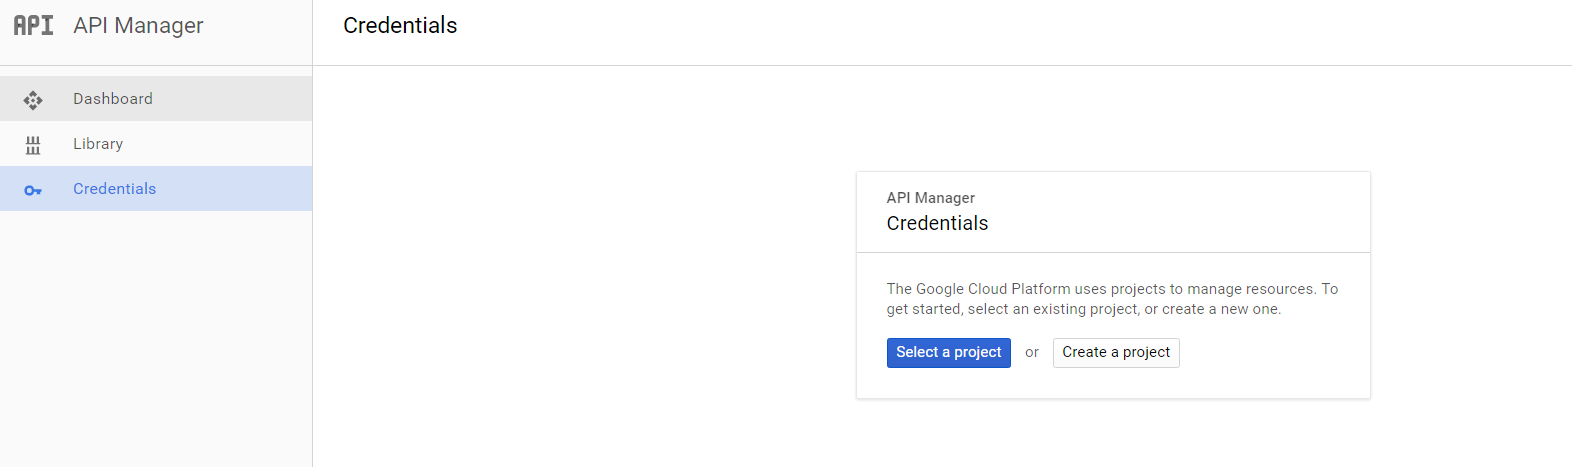 API API Manager
Credentials
Dashboard
Library
Credentials
API Manager
Credentials
The Google Cloud Platform uses projects to manage resources. To
get started, select an existing project, or create a new one.
Select a project or Create a project